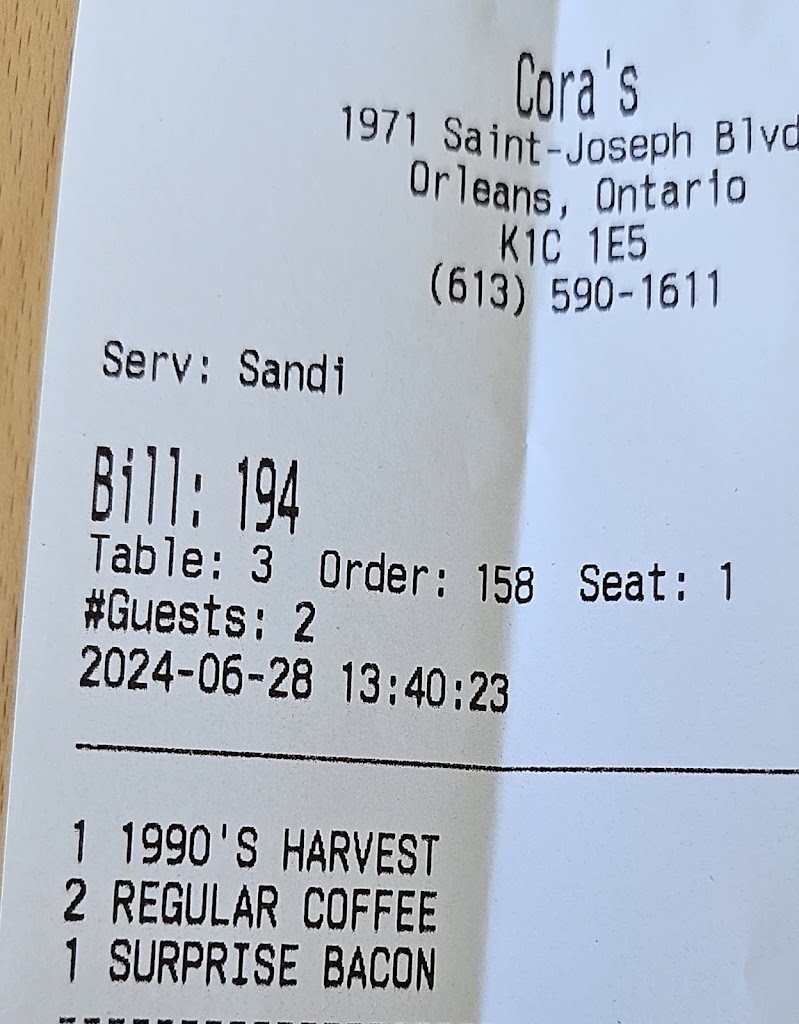 Cora's
1971 Saint-Joseph Blvd
Orleans, Ontario
K1C 1E5
(613) 590-1611
Serv: Sandi
Bill: 194
Table: 3 Order: 158 Seat: 1
#Guests: 2
2024-06-28 13:40:23
1 1990'S HARVEST
2 REGULAR COFFEE
1 SURPRISE BACON